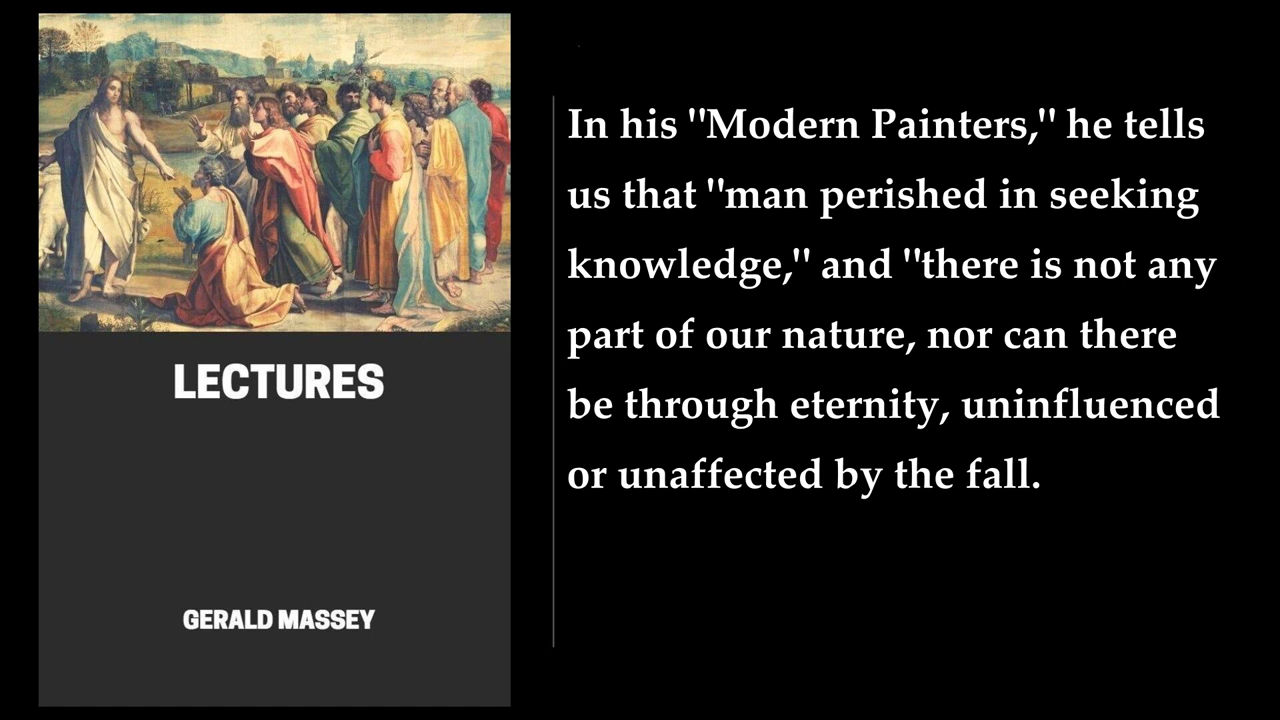 LECTURES
GERALD MASSEY
In his "Modern Painters," he tells
us that "man perished in seeking
knowledge," and "there is not any
part of our nature, nor can there
be through eternity, uninfluenced
or unaffected by the fall.